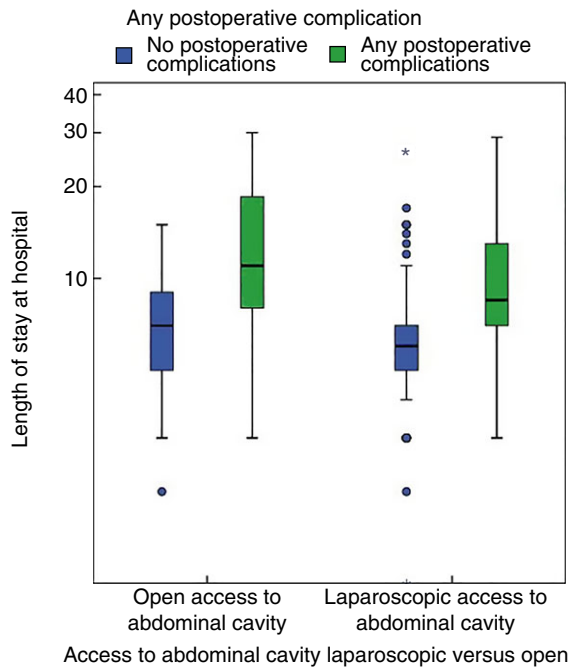 Any postoperative complication
No postoperative complications
Any postoperative complications
40
30
20
10
Length of stay at hospital
Open access to abdominal cavity
Laparoscopic access to abdominal cavity
Access to abdominal cavity laparoscopic versus open